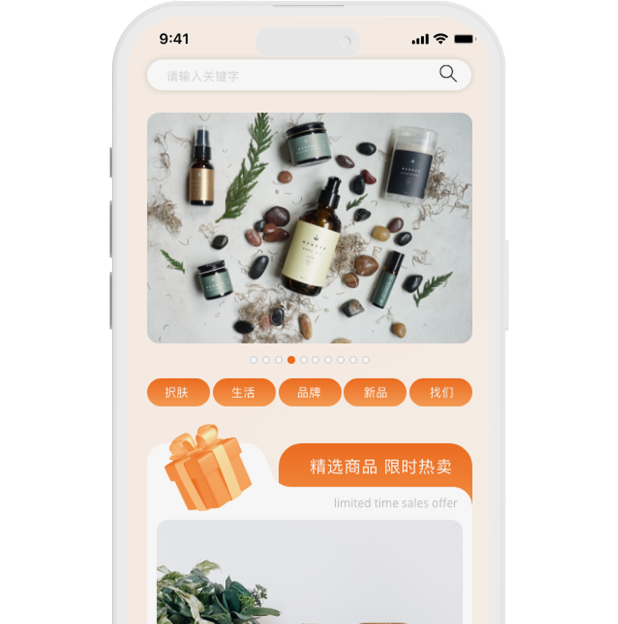 9:41
请输入关键字
择肤
生活
品牌
新品
找们
精选商品 限时热卖
limited time sales offer